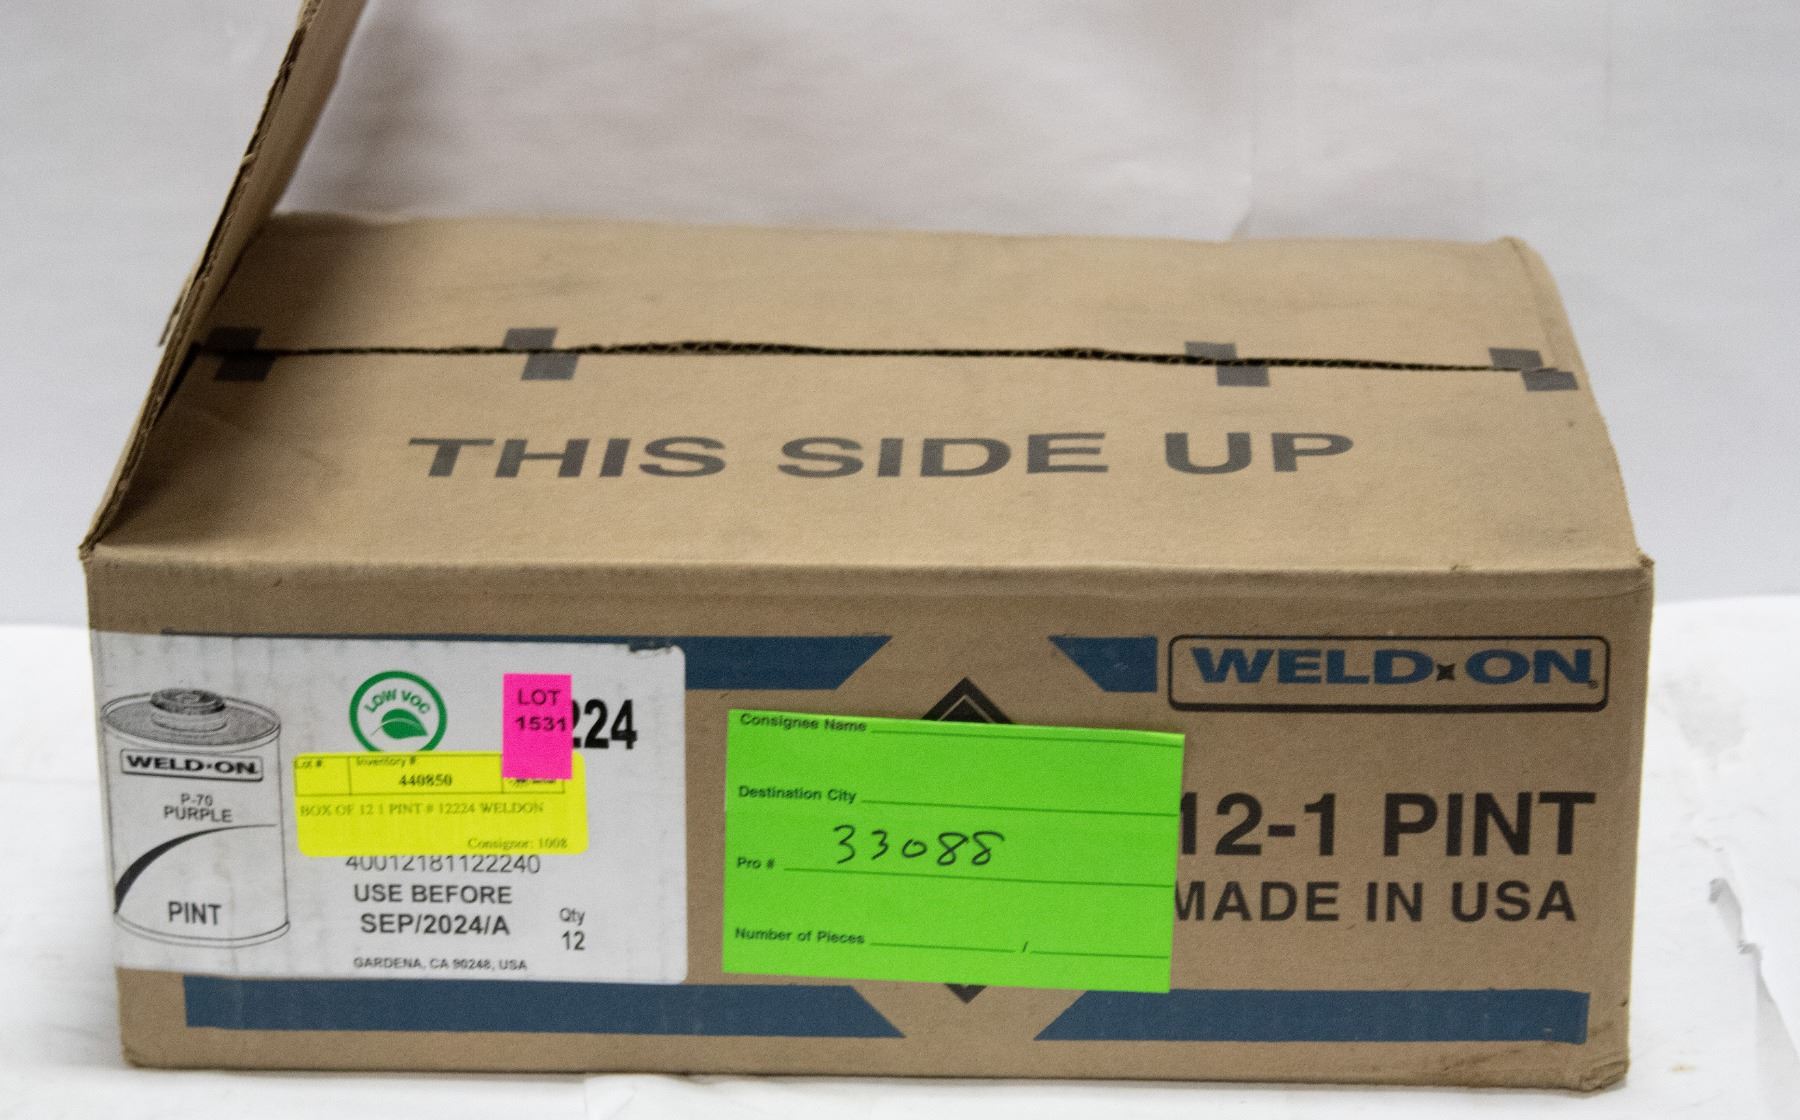 THIS SIDE UP
WELD-ON
P-70
PURPLE
PINT
LOW VOC
LOT
1531
224
Lot # Inventory #
440850
BOX OF 12 1 PINT # 12224 WELDON
Consignor: 1008
40012181122240
USE BEFORE
SEP/2024/A
Qty
12
GARDENA, CA 90248, USA
Consignee Name
Destination City
Pro # 33088
Number of Pieces /
WELD-ON
12-1 PINT
MADE IN USA